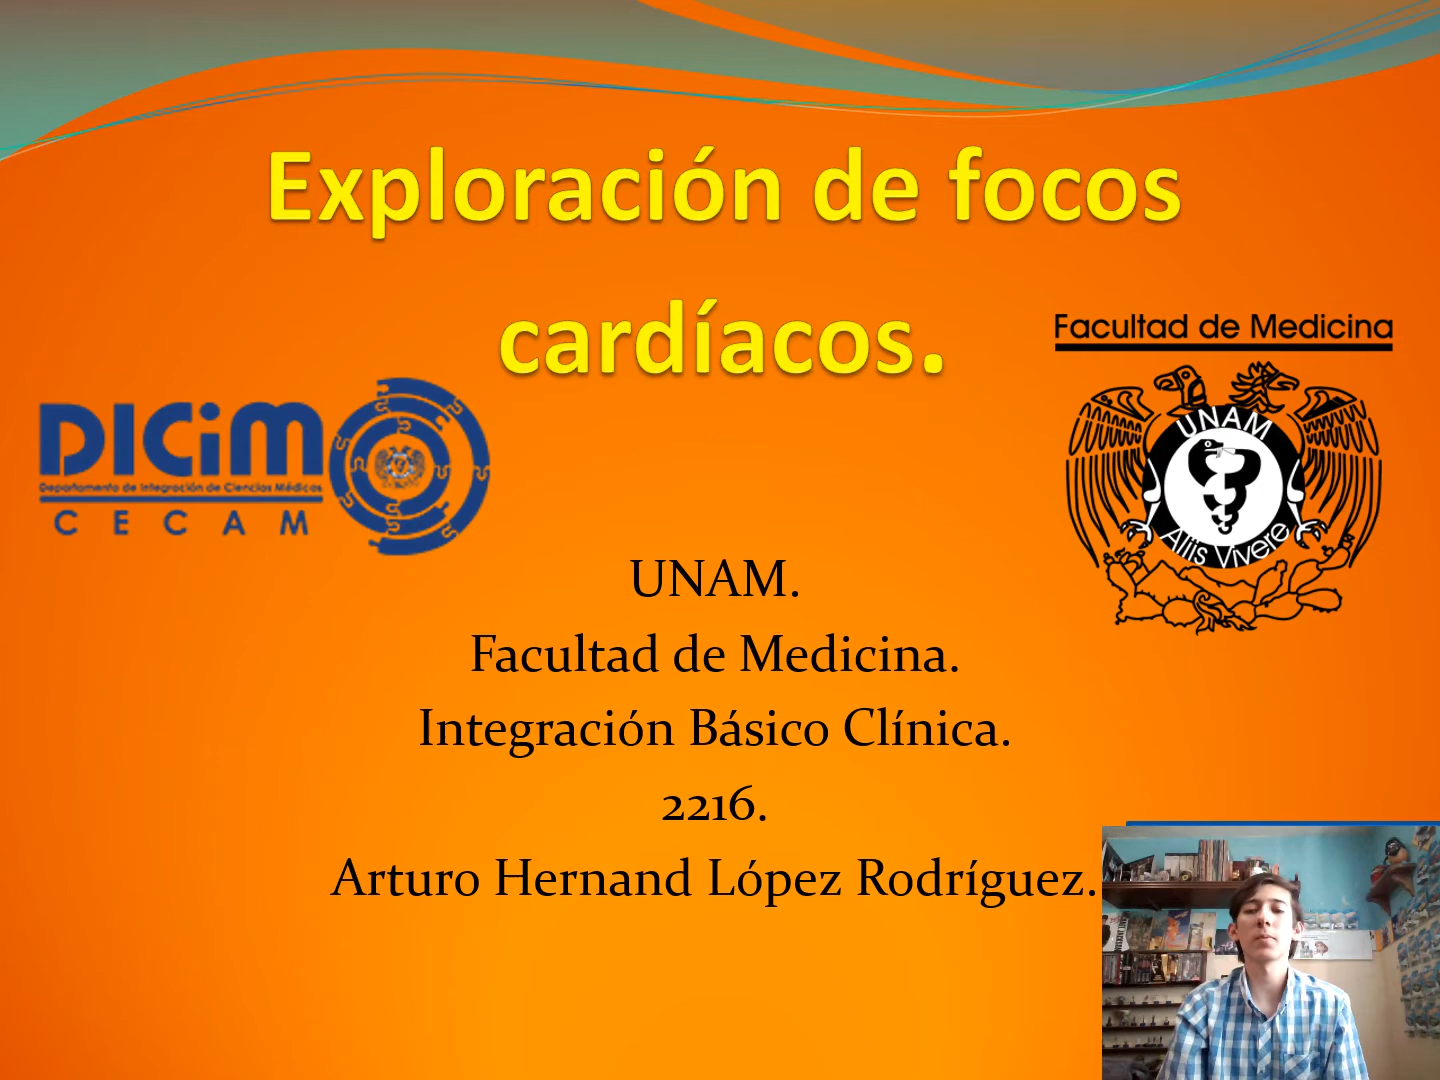 Exploración de focos
cardíacos.
Facultad de Medicina
UNAM
Aliis Vivere
DICiM
Departamento de Integración de Ciencias Médicas
CECAM
UNAM.
Facultad de Medicina.
Integración Básico Clínica.
2216.
Arturo Hernand López Rodríguez.